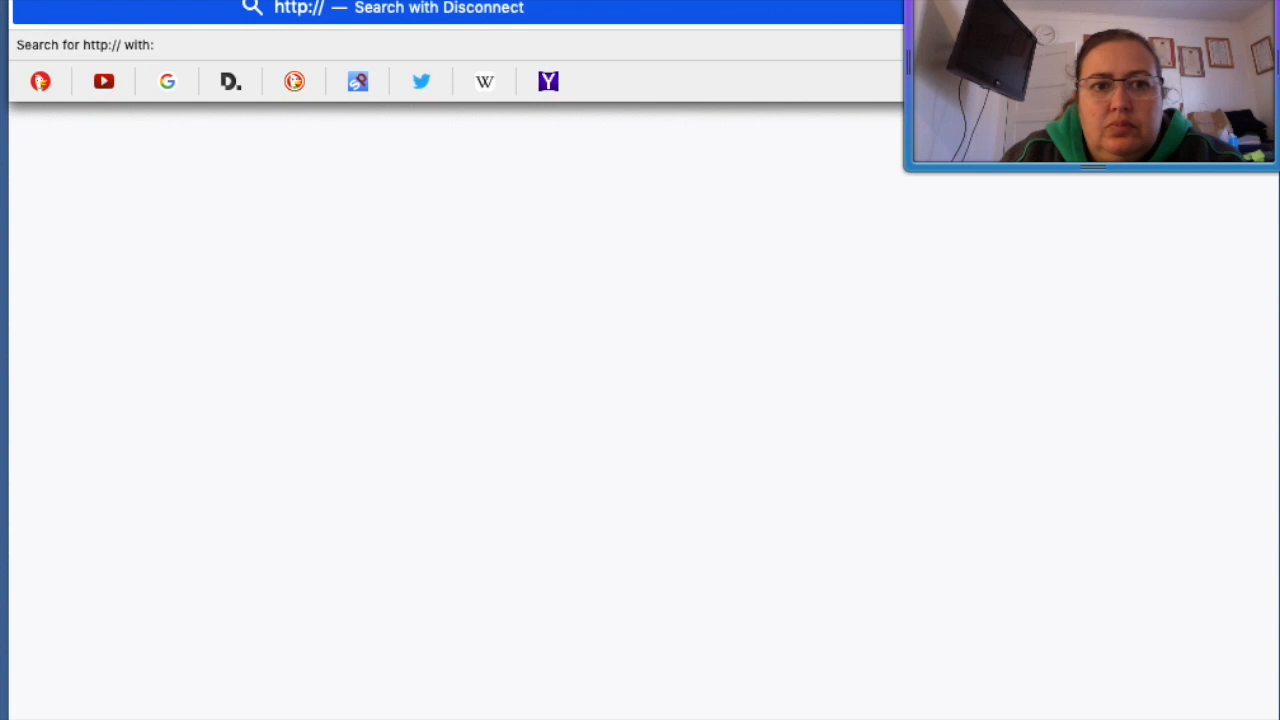 http:// — Search with Disconnect
Search for http:// with:
G D. W Y